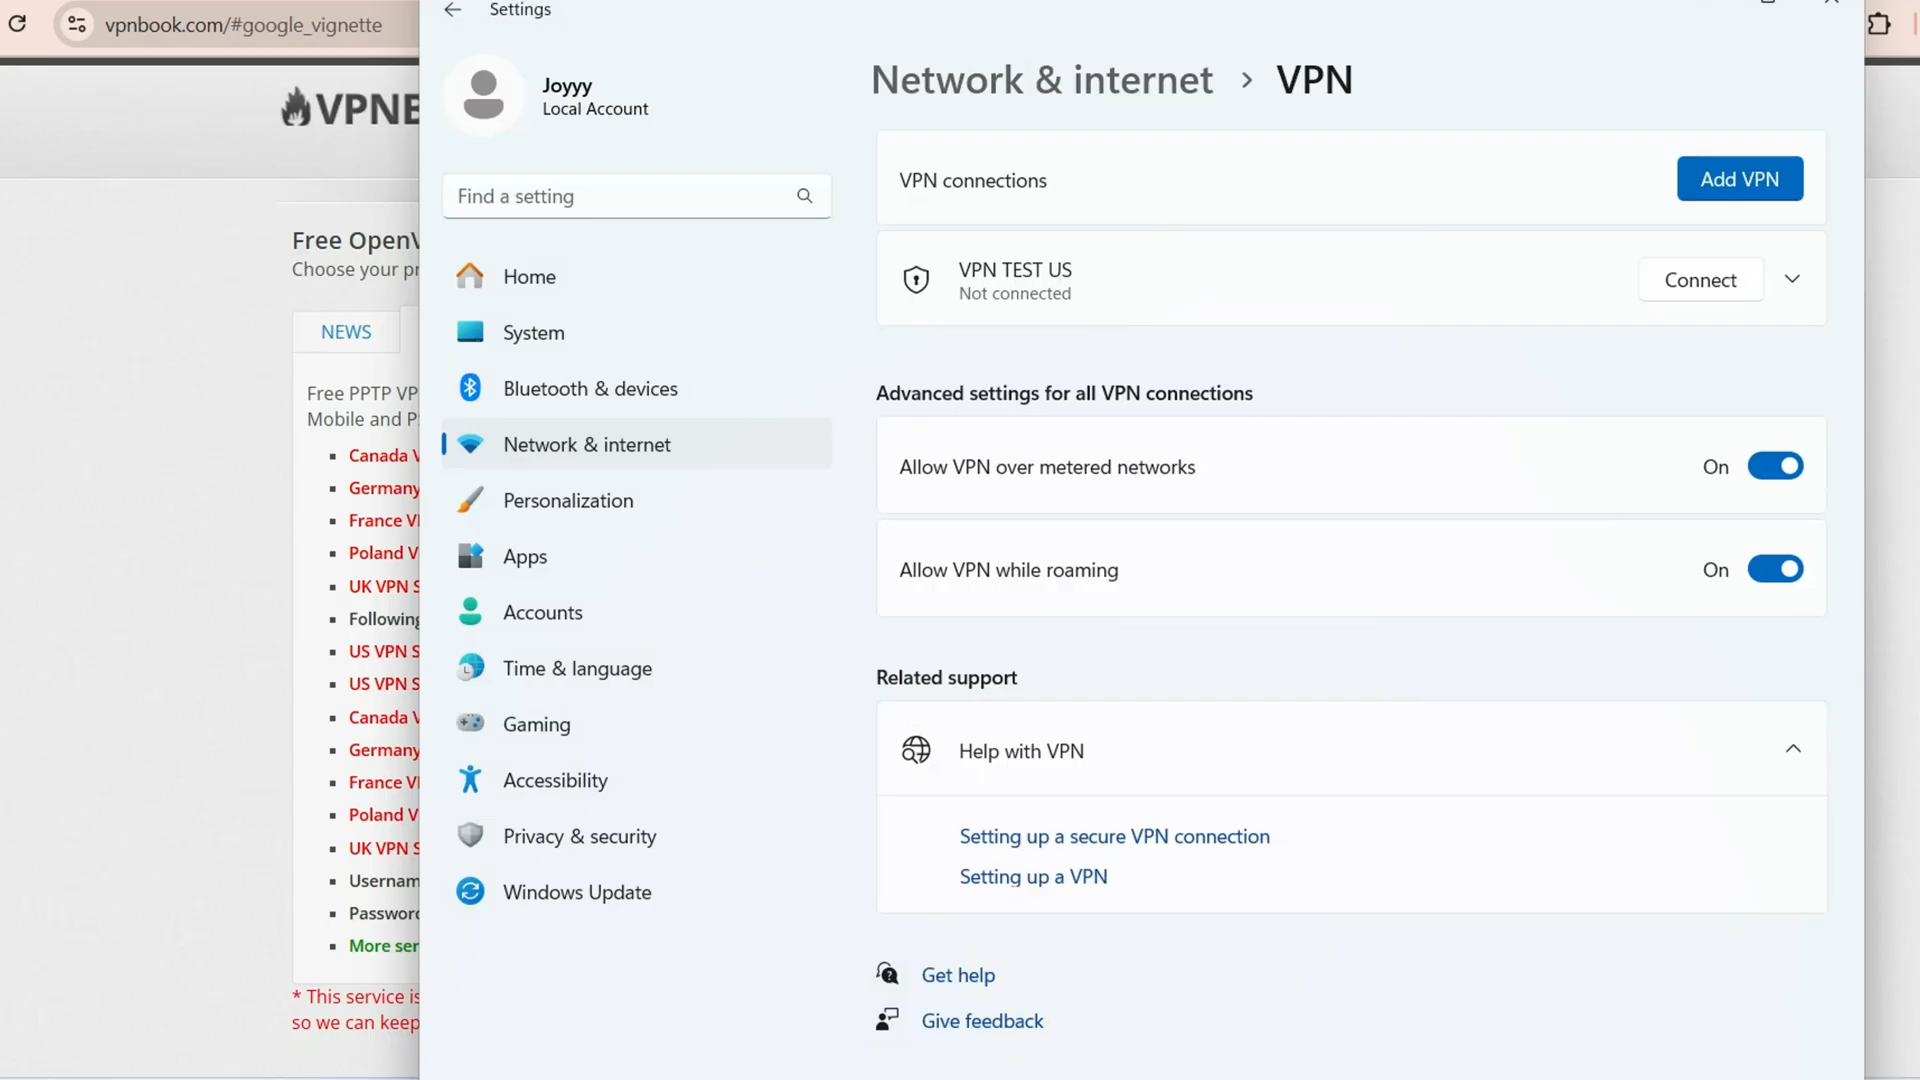 vpnbook.com/#google_vignette
VPNB
Free OpenV
Choose your pr
NEWS
Free PPTP VP
Mobile and P
Canada V
Germany
France V
Poland V
UK VPN S
Following
US VPN S
US VPN S
Canada V
Germany
France V
Poland V
UK VPN S
Usernam
Password
More ser
* This service is
so we can keep
Settings
Joyyy
Local Account
Find a setting
Home
System
Bluetooth & devices
Network & internet
Personalization
Apps
Accounts
Time & language
Gaming
Accessibility
Privacy & security
Windows Update
Network & internet > VPN
VPN connections
Add VPN
VPN TEST US
Not connected
Connect
Advanced settings for all VPN connections
Allow VPN over metered networks
On
Allow VPN while roaming
On
Related support
Help with VPN
Setting up a secure VPN connection
Setting up a VPN
Get help
Give feedback